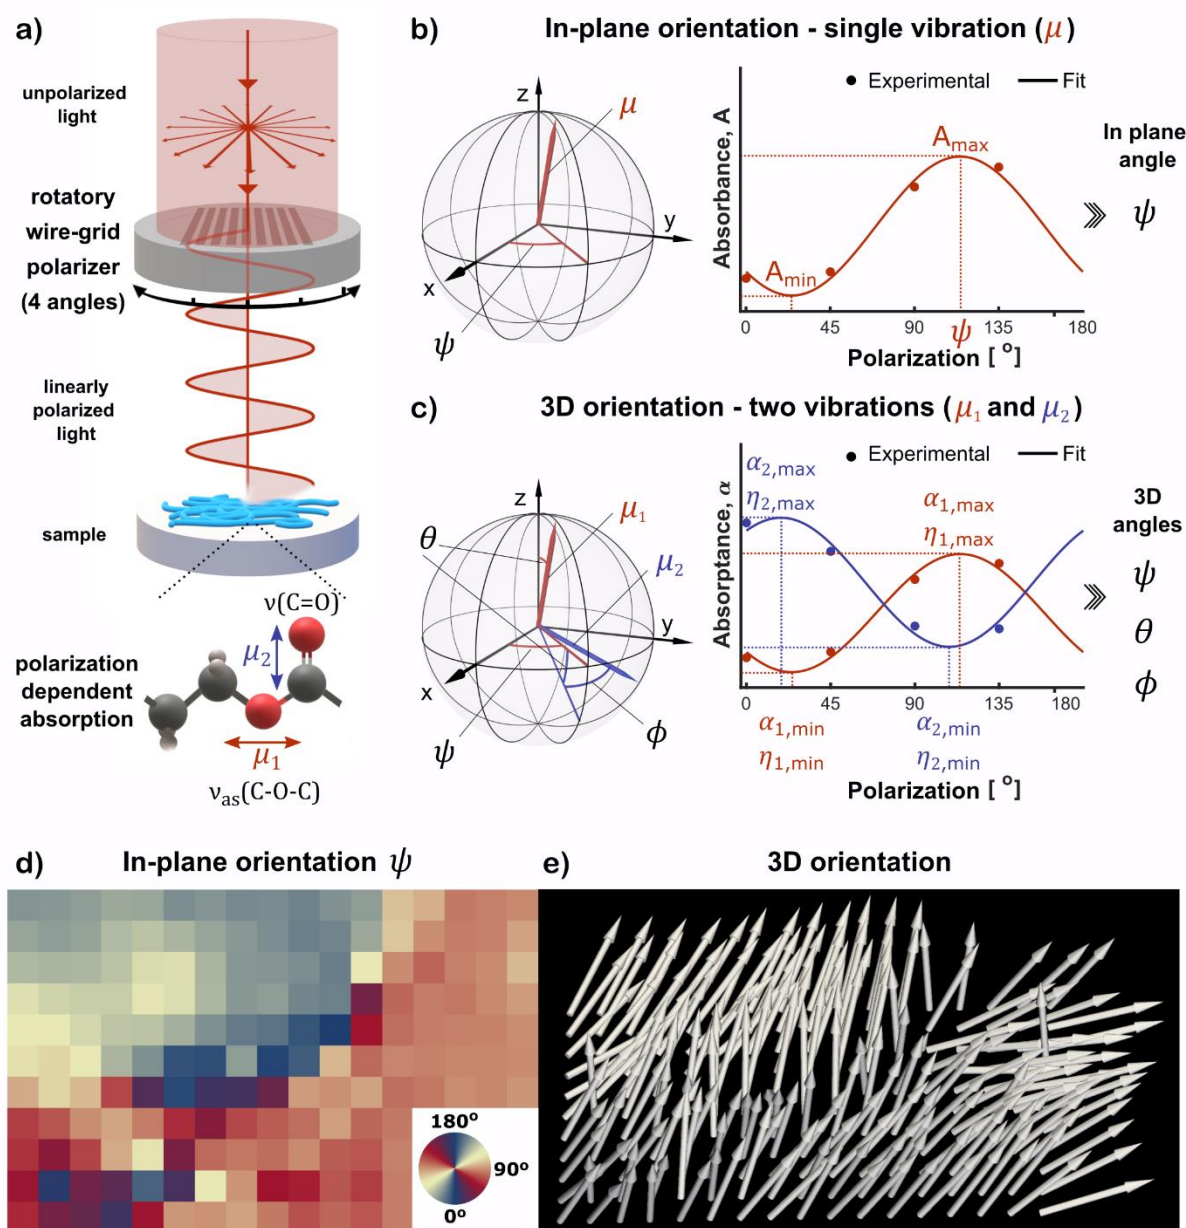 a)
unpolarized
light
rotatory
wire-grid
polarizer
(4 angles)
linearly
polarized
light
sample
ν(C=O)
μ₂
polarization
dependent
absorption
μ₁
νas(C-O-C)
b) In-plane orientation - single vibration (μ)
z
μ
y
x
ψ
Absorbance, A
Experimental Fit
Amax
Amin
0 45 90 135 180
ψ
Polarization [ º]
In plane
angle
ψ
c) 3D orientation - two vibrations (μ₁ and μ₂)
z
θ
μ₁
μ₂
y
x
ψ
ϕ
Absorptance, α
Experimental Fit
α2,max
η2,max
α1,max
η1,max
0 45 90 135 180
α1,min α2,min
η1,min η2,min
Polarization [ º]
3D
angles
ψ
θ
ϕ
d) In-plane orientation ψ
180º
90º
0º
e) 3D orientation